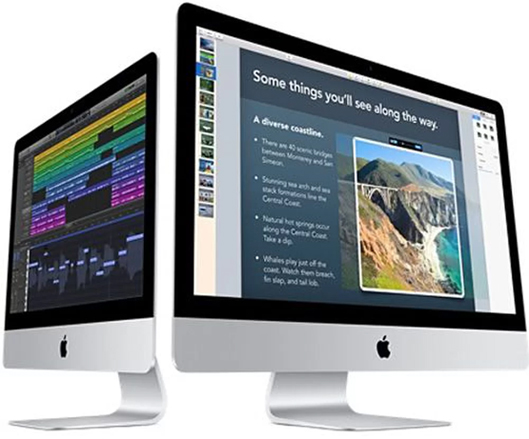 Some things you'll see along the way.
A diverse coastline.
• There are 40 scenic bridges
between Monterey and San
Simeon.
• Stunning sea arch and sea
stack formations line the
Central Coast.
• Natural hot springs occur
along the Central Coast.
Take a dip.
• Whales play just off the
coast. Watch them breach,
fin slap, and tail lob.